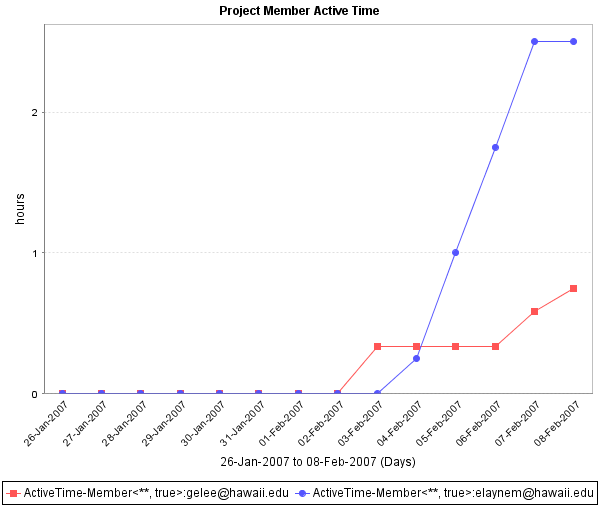 Project Member Active Time
hours
2
1
0
26-Jan-2007
27-Jan-2007
28-Jan-2007
29-Jan-2007
30-Jan-2007
31-Jan-2007
01-Feb-2007
02-Feb-2007
03-Feb-2007
04-Feb-2007
05-Feb-2007
06-Feb-2007
07-Feb-2007
08-Feb-2007
26-Jan-2007 to 08-Feb-2007 (Days)
ActiveTime-Member<**, true>:gelee@hawaii.edu ActiveTime-Member<**, true>:elaynem@hawaii.edu